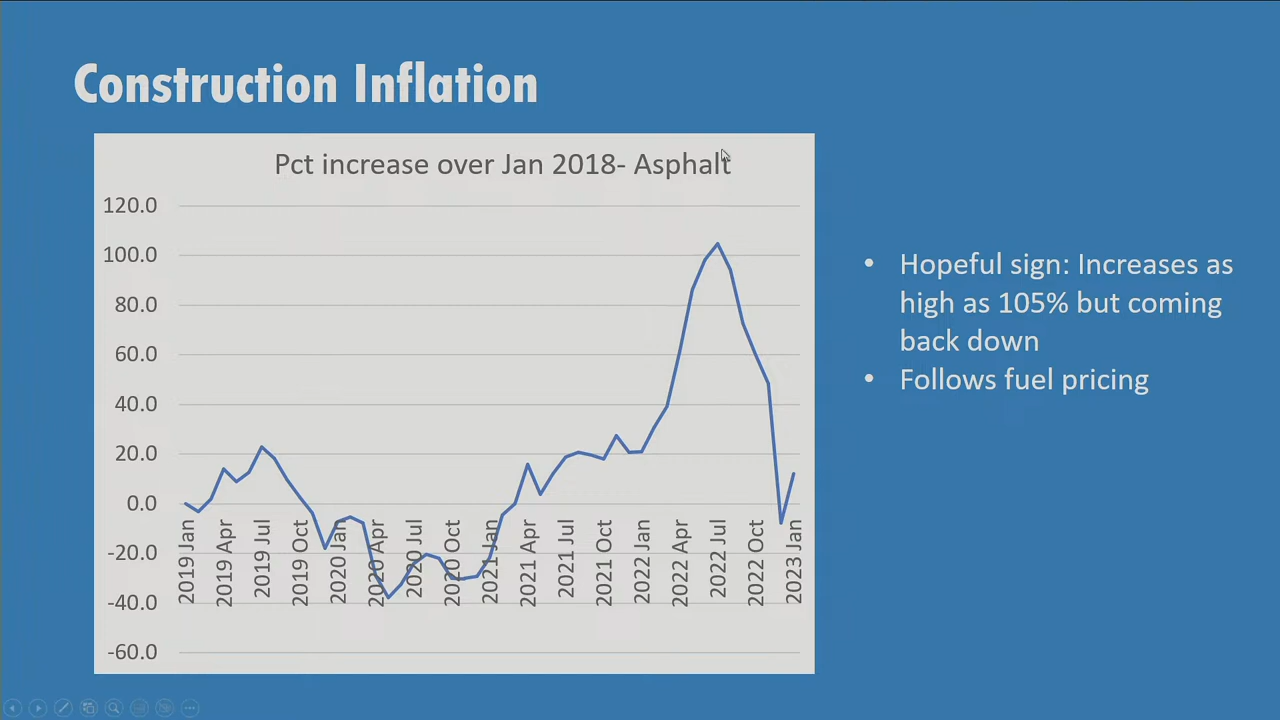 Construction Inflation
Pct increase over Jan 2018- Asphalt
120.0
100.0
80.0
60.0
40.0
20.0
0.0
-20.0
-40.0
-60.0
2019 Jan
2019 Apr
2019 Jul
2019 Oct
2020 Jan
2020 Apr
2020 Jul
2020 Oct
2021 Jan
2021 Apr
2021 Jul
2021 Oct
2022 Jan
2022 Apr
2022 Jul
2022 Oct
2023 Jan
• Hopeful sign: Increases as
high as 105% but coming
back down
• Follows fuel pricing